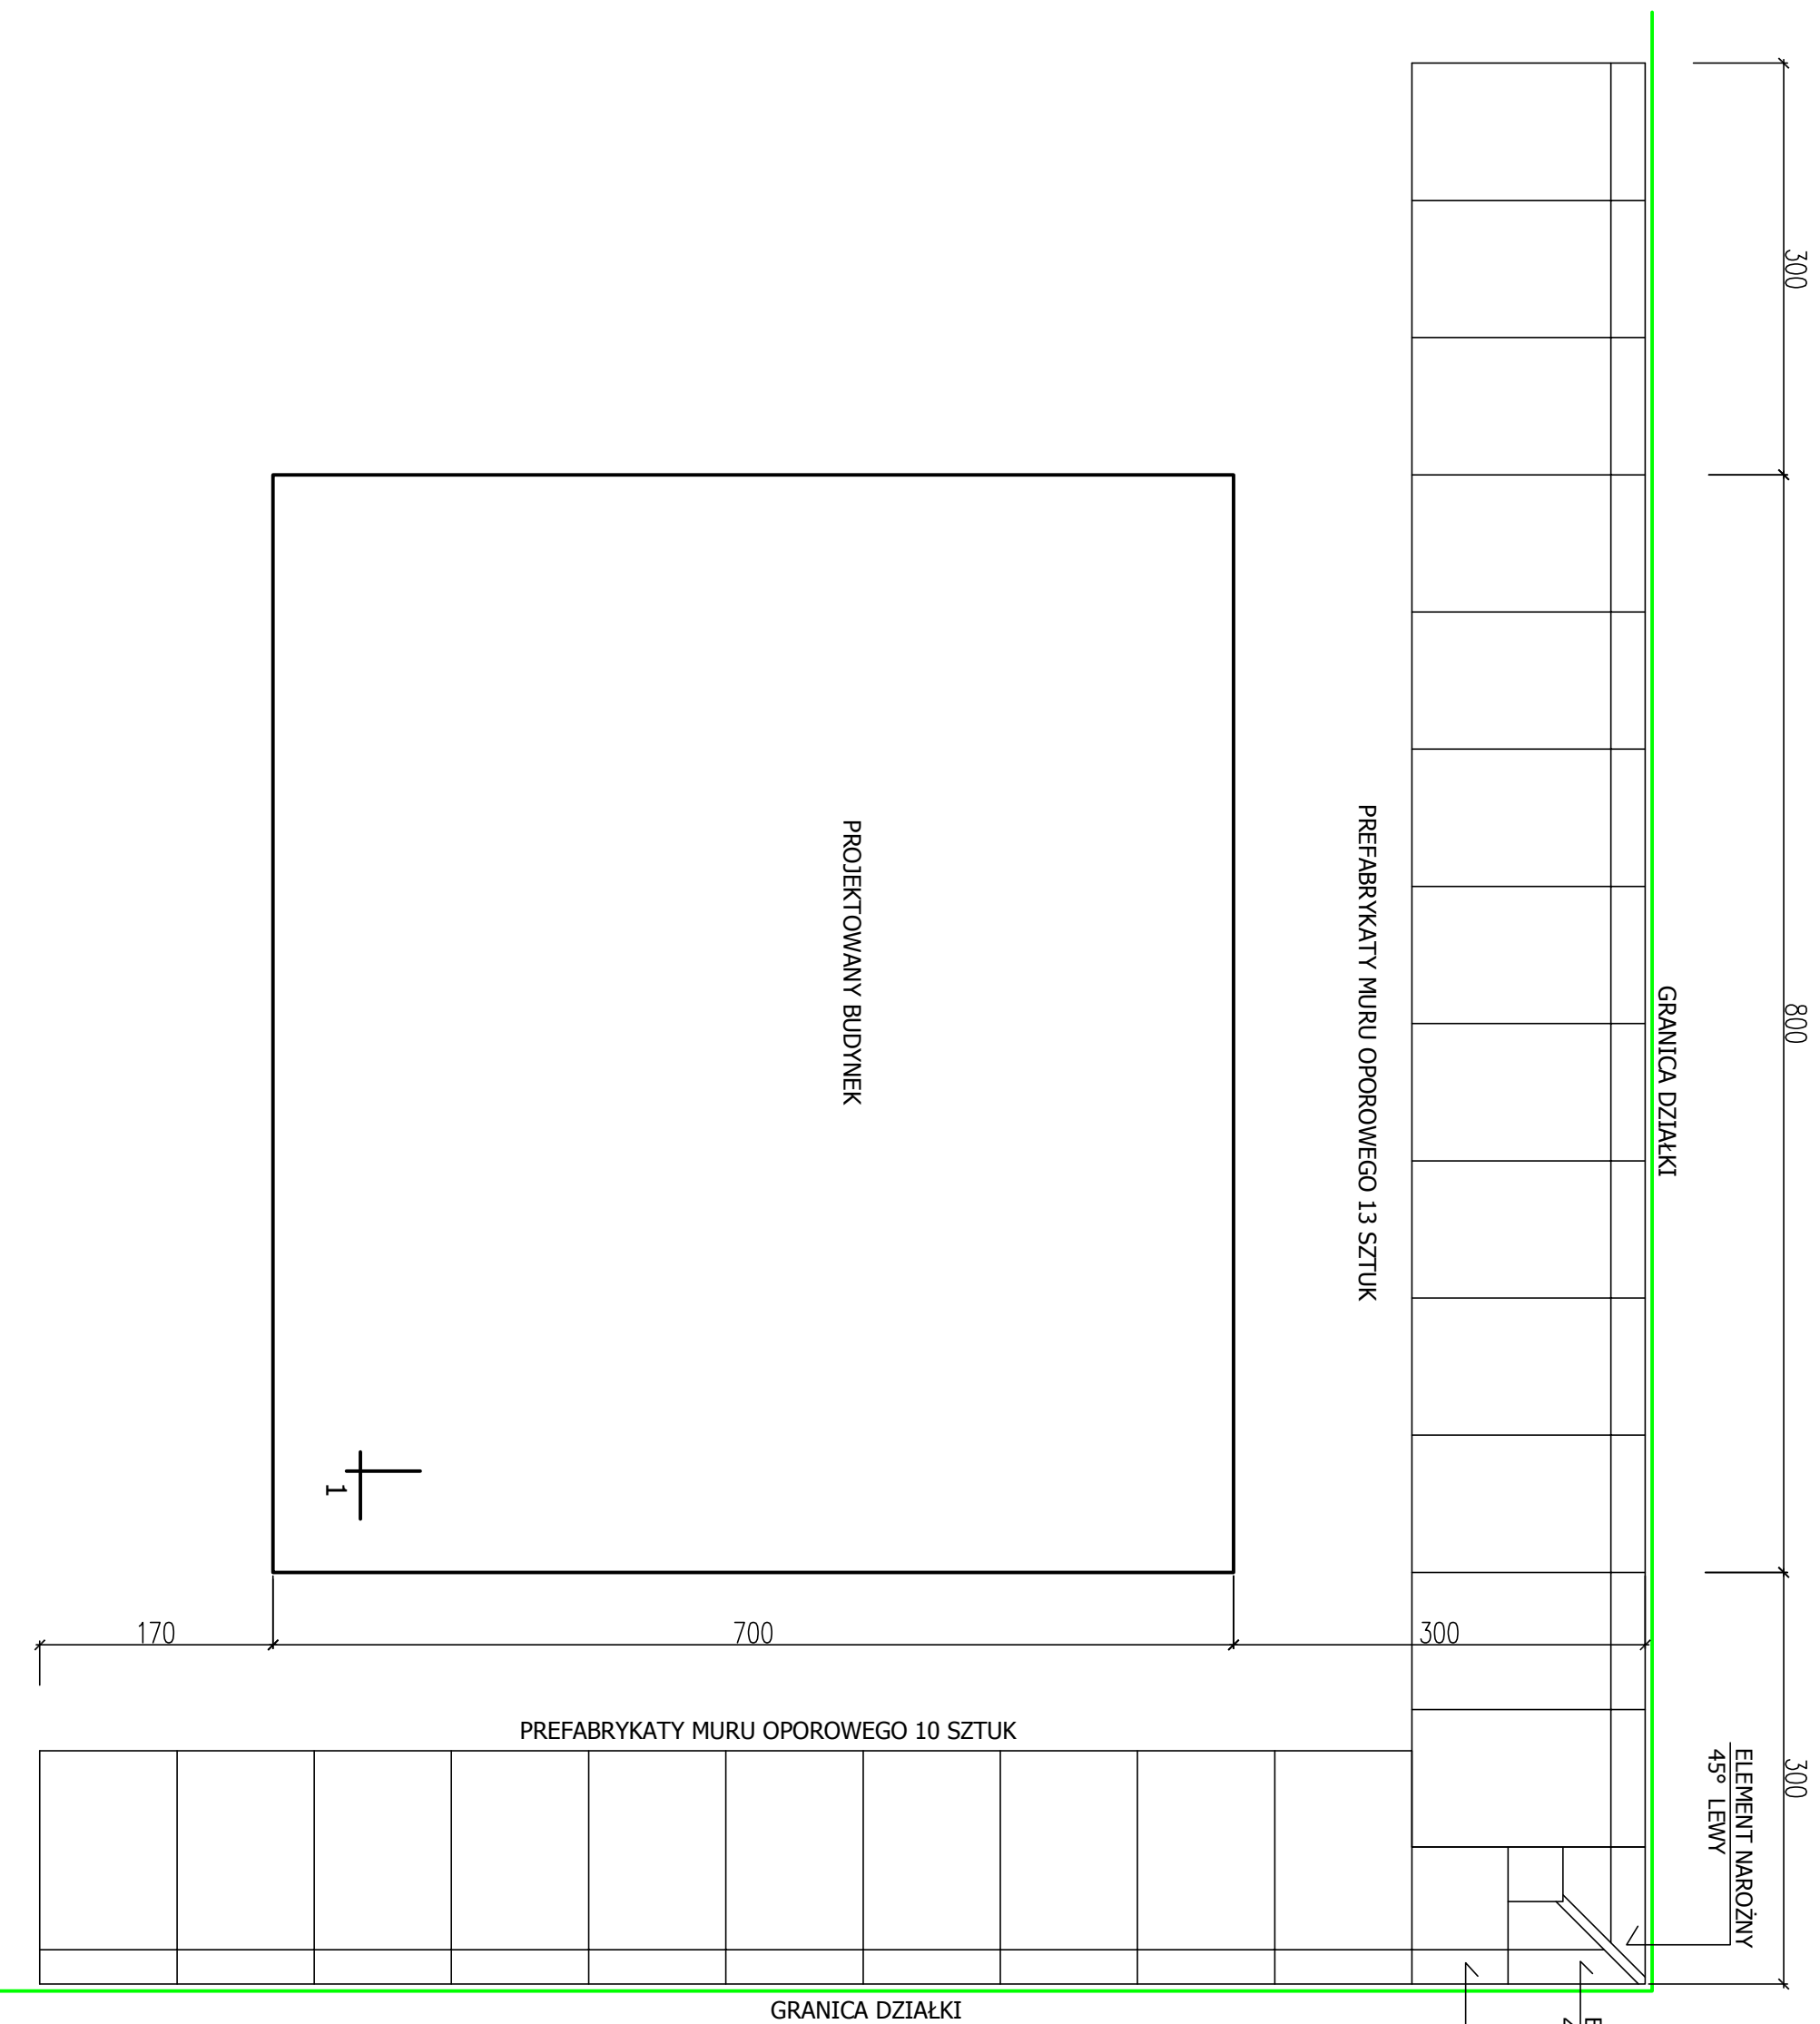 300
800
300
GRANICA DZIAŁKI
PREFABRYKATY MURU OPOROWEGO 13 SZTUK
PROJEKTOWANY BUDYNEK
1
170
700
300
PREFABRYKATY MURU OPOROWEGO 10 SZTUK
ELEMENT NAROŻNY
45° LEWY
GRANICA DZIAŁKI